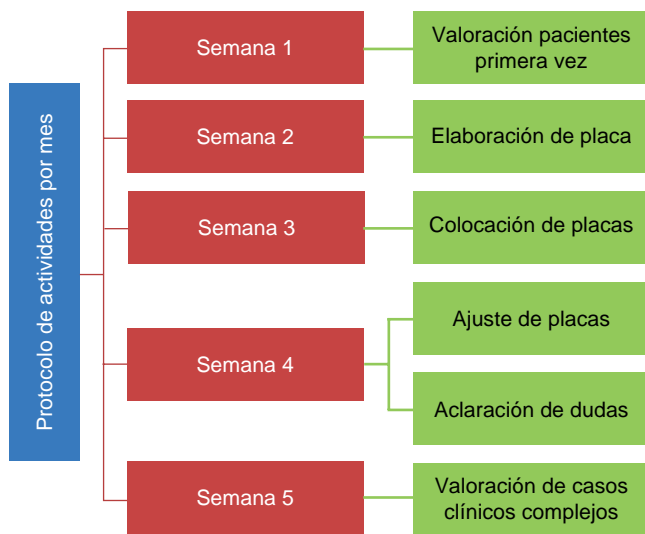 Protocolo de actividades por mes
Semana 1
Valoración pacientes
primera vez
Semana 2
Elaboración de placa
Semana 3
Colocación de placas
Semana 4
Ajuste de placas
Aclaración de dudas
Semana 5
Valoración de casos
clínicos complejos